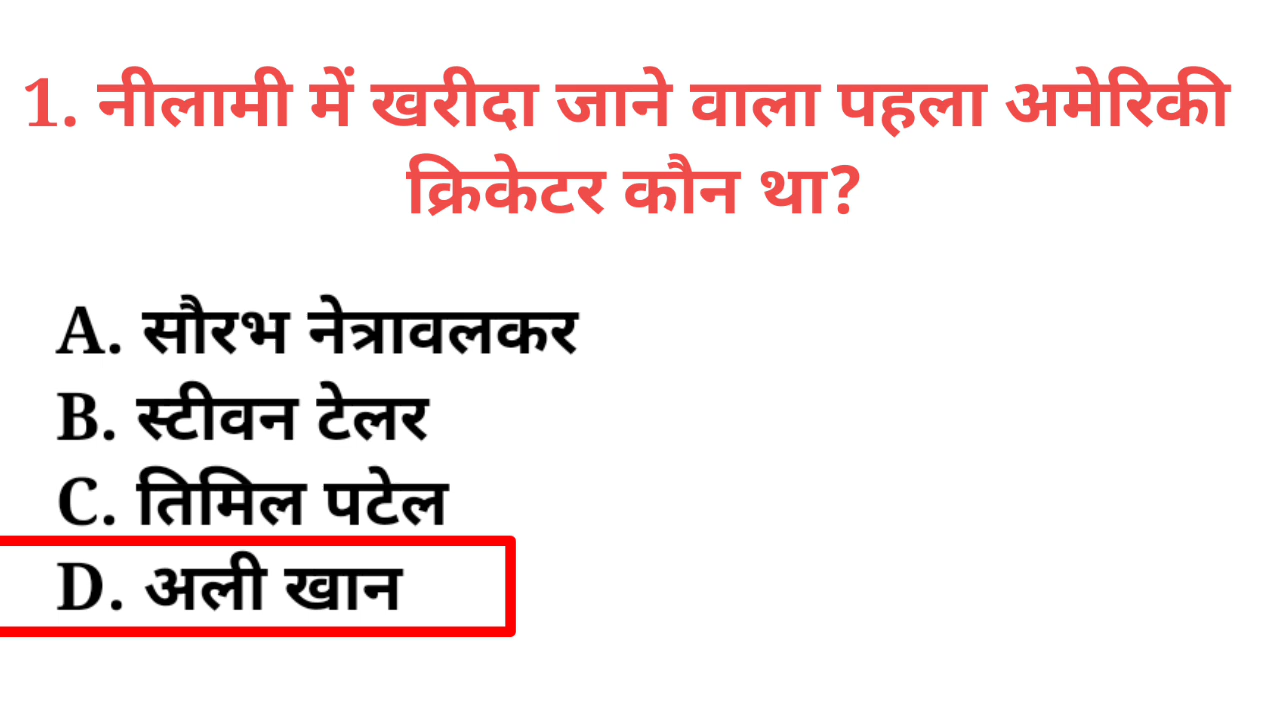 1. नीलामी में खरीदा जाने वाला पहला अमेरिकी
क्रिकेटर कौन था?
A. सौरभ नेत्रावलकर
B. स्टीवन टेलर
C. तिमिल पटेल
D. अली खान